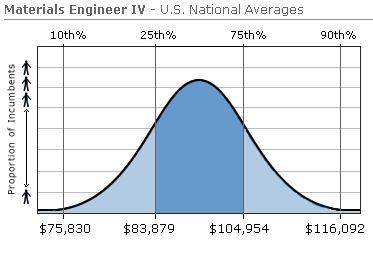 Materials Engineer IV - U.S. National Averages
10th% 25th% 75th% 90th%
Proportion of Incumbents
$75,830 $83,879 $104,954 $116,092